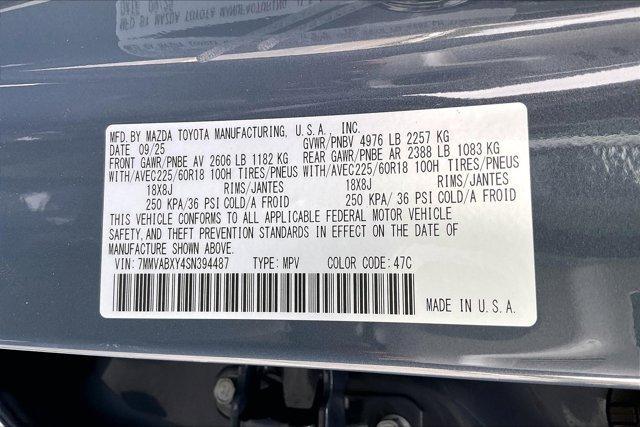 MFD. BY MAZDA TOYOTA MANUFACTURING, U.S.A., INC.
DATE 09/25 GVWR/PNBV 4976 LB 2257 KG
FRONT GAWR/PNBE AV 2606 LB 1182 KG REAR GAWR/PNBE AR 2388 LB 1083 KG
WITH/AVEC225/60R18 100H TIRES/PNEUS WITH/AVEC225/60R18 100H TIRES/PNEUS
18X8J RIMS/JANTES 18X8J RIMS/JANTES
250 KPA/36 PSI COLD/A FROID 250 KPA/36 PSI COLD/A FROID
THIS VEHICLE CONFORMS TO ALL APPLICABLE FEDERAL MOTOR VEHICLE
SAFETY, AND THEFT PREVENTION STANDARDS IN EFFECT ON THE DATE OF
MANUFACTURE SHOWN ABOVE.
VIN: 7MMVABXY4SN394487 TYPE: MPV COLOR CODE: 47C
MADE IN U.S.A.